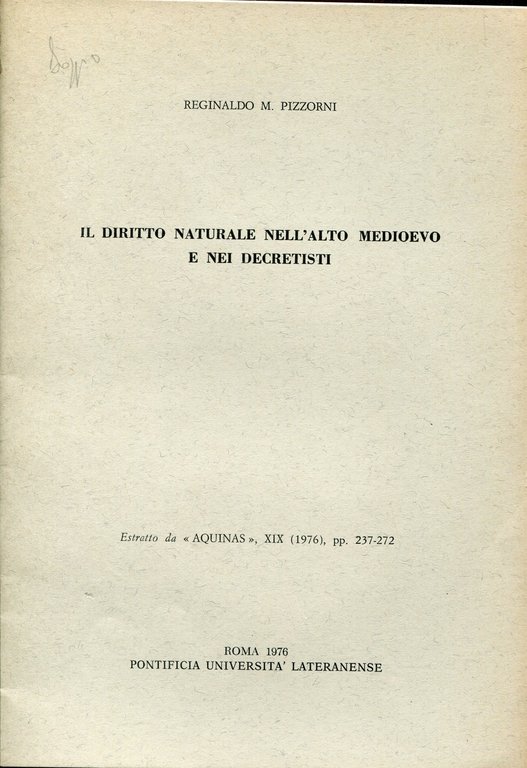 Doppio
REGINALDO M. PIZZORNI
IL DIRITTO NATURALE NELL'ALTO MEDIOEVO
E NEI DECRETISTI
Estratto da « AQUINAS », XIX (1976), pp. 237-272
ROMA 1976
PONTIFICIA UNIVERSITA' LATERANENSE